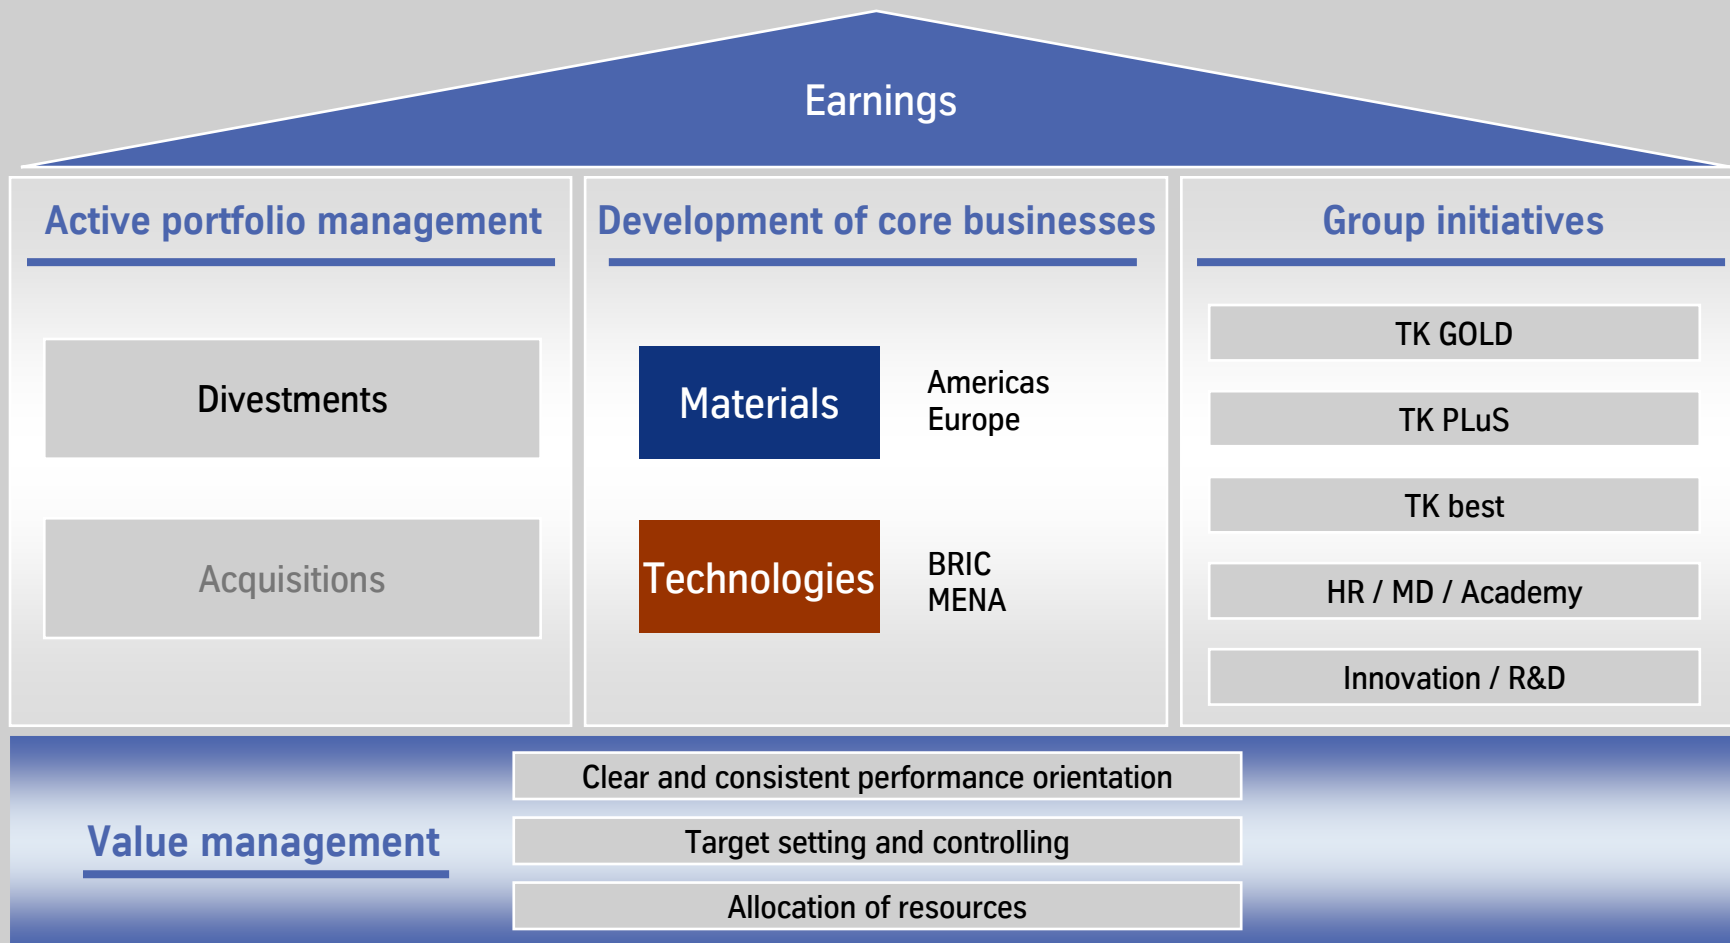 Earnings
Active portfolio management
Divestments
Acquisitions
Development of core businesses
Materials
Americas
Europe
Technologies
BRIC
MENA
Group initiatives
TK GOLD
TK PLuS
TK best
HR / MD / Academy
Innovation / R&D
Value management
Clear and consistent performance orientation
Target setting and controlling
Allocation of resources